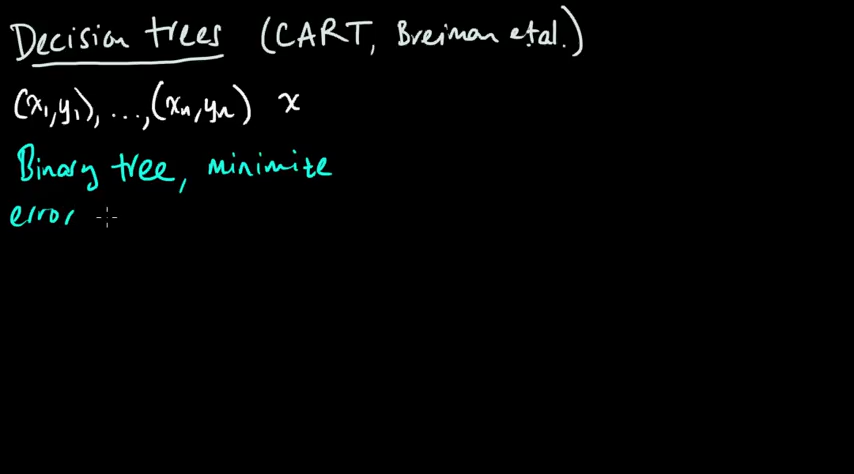 Decision trees (CART, Breiman et al.)
(x₁,y₁), ..., (xₙ,yₙ) x
Binary tree, minimize
error